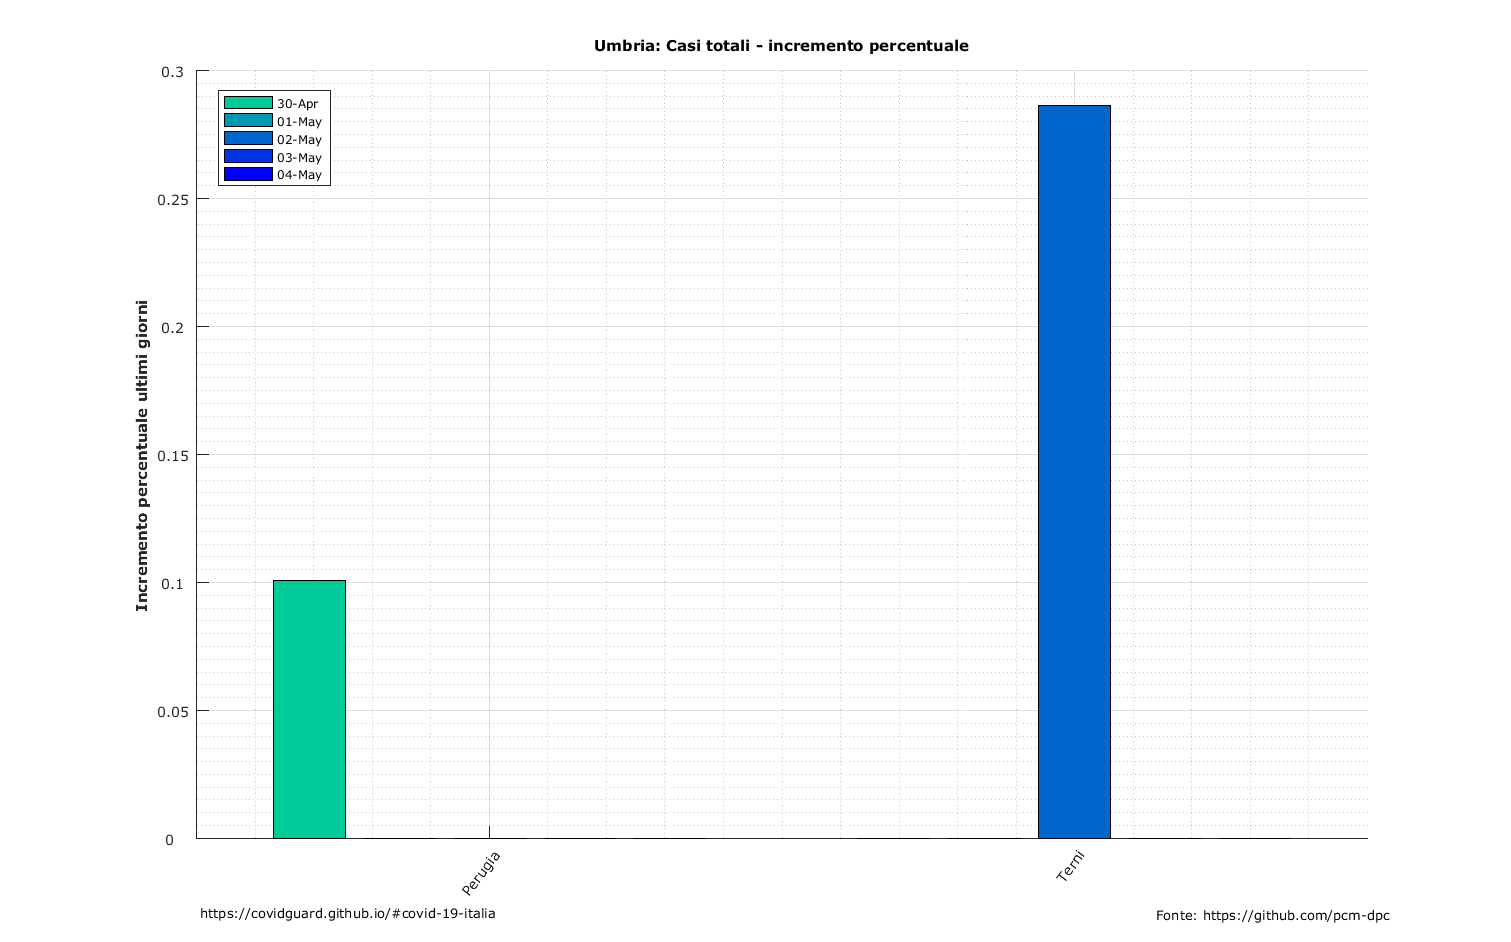 Umbria: Casi totali - incremento percentuale
0.3
0.25
0.2
0.15
0.1
0.05
0
Incremento percentuale ultimi giorni
30-Apr
01-May
02-May
03-May
04-May
Perugia
Terni
https://covidguard.github.io/#covid-19-italia
Fonte: https://github.com/pcm-dpc